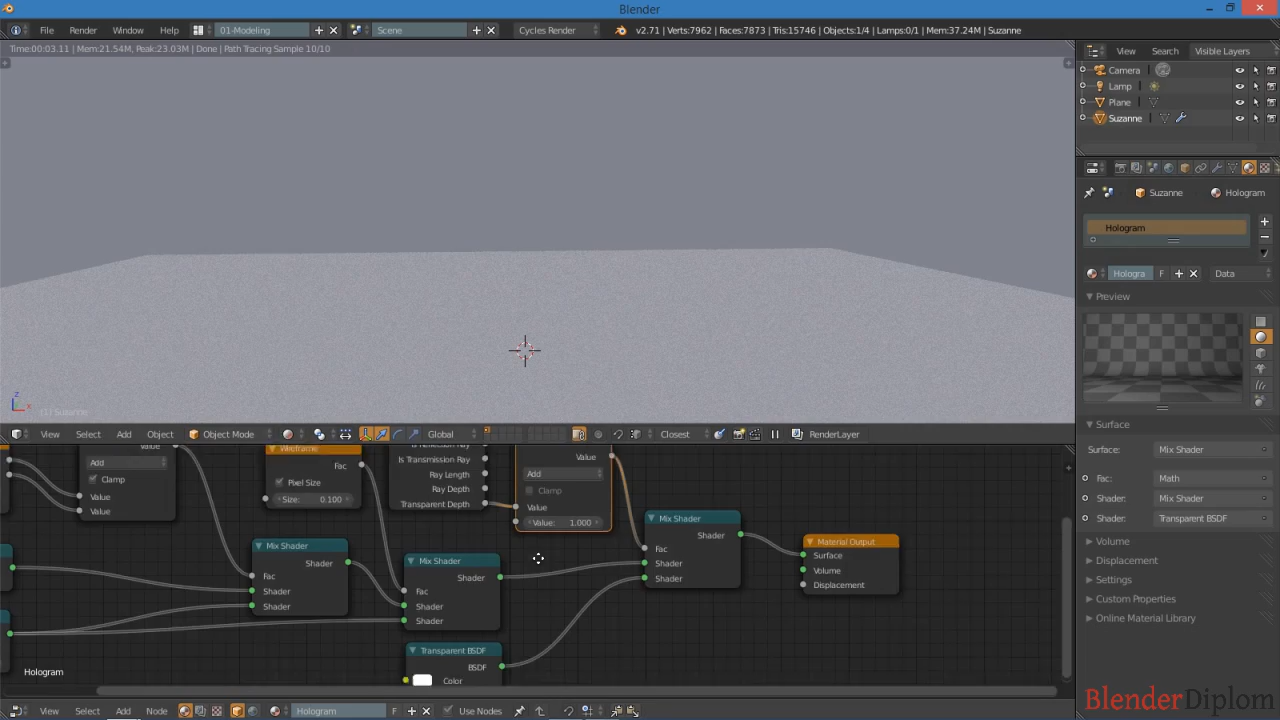 Blender
File Render Window Help 01-Modeling Scene Cycles Render v2.71 | Verts:7962 | Faces:7873 | Tris:15746 | Objects:1/4 | Lamps:0/1 | Mem:37.24M | Suzanne
Time:00:03.11 | Mem:21.54M, Peak:23.03M | Done | Path Tracing Sample 10/10
View Search Visible Layers
Camera
Lamp
Plane
Suzanne
Suzanne Hologram
Hologram
Hologra F Data
Preview
Surface
Surface: Mix Shader
Fac: Math
Shader: Mix Shader
Shader: Transparent BSDF
Volume
Displacement
Settings
Custom Properties
Online Material Library
(1) Suzanne
View Select Add Object Object Mode Global Closest RenderLayer
Value
Add
Clamp
Value
Value
Wireframe
Fac
Pixel Size
Size: 0.100
Is Transmission Ray
Ray Length
Ray Depth
Transparent Depth
Value
Add
Clamp
Value
Value: 1.000
Mix Shader
Shader
Fac
Shader
Shader
Mix Shader
Shader
Fac
Shader
Shader
Mix Shader
Shader
Fac
Shader
Shader
Material Output
Surface
Volume
Displacement
Transparent BSDF
BSDF
Color
Hologram
View Select Add Node Hologram F Use Nodes
BlenderDiplom